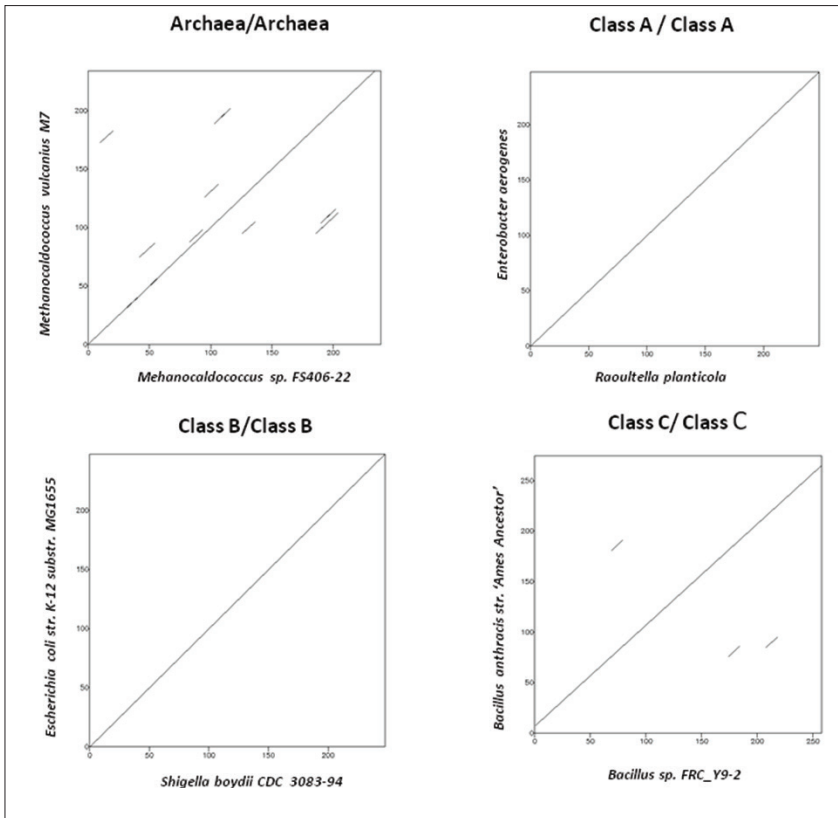 Archaea/Archaea
Methanocaldococcus vulcanius M7
200
150
100
50
0
0 50 100 150 200
Mehanocaldococcus sp. FS406-22
Class A / Class A
Enterobacter aerogenes
200
150
100
50
0
0 50 100 150 200
Raoultella planticola
Class B/Class B
Escherichia coli str. K-12 substr. MG1655
200
150
100
50
0
0 50 100 150 200
Shigella boydii CDC 3083-94
Class C/ Class C
Bacillus anthracis str. ‘Ames Ancestor’
250
200
150
100
50
0
0 50 100 150 200 250
Bacillus sp. FRC_Y9-2